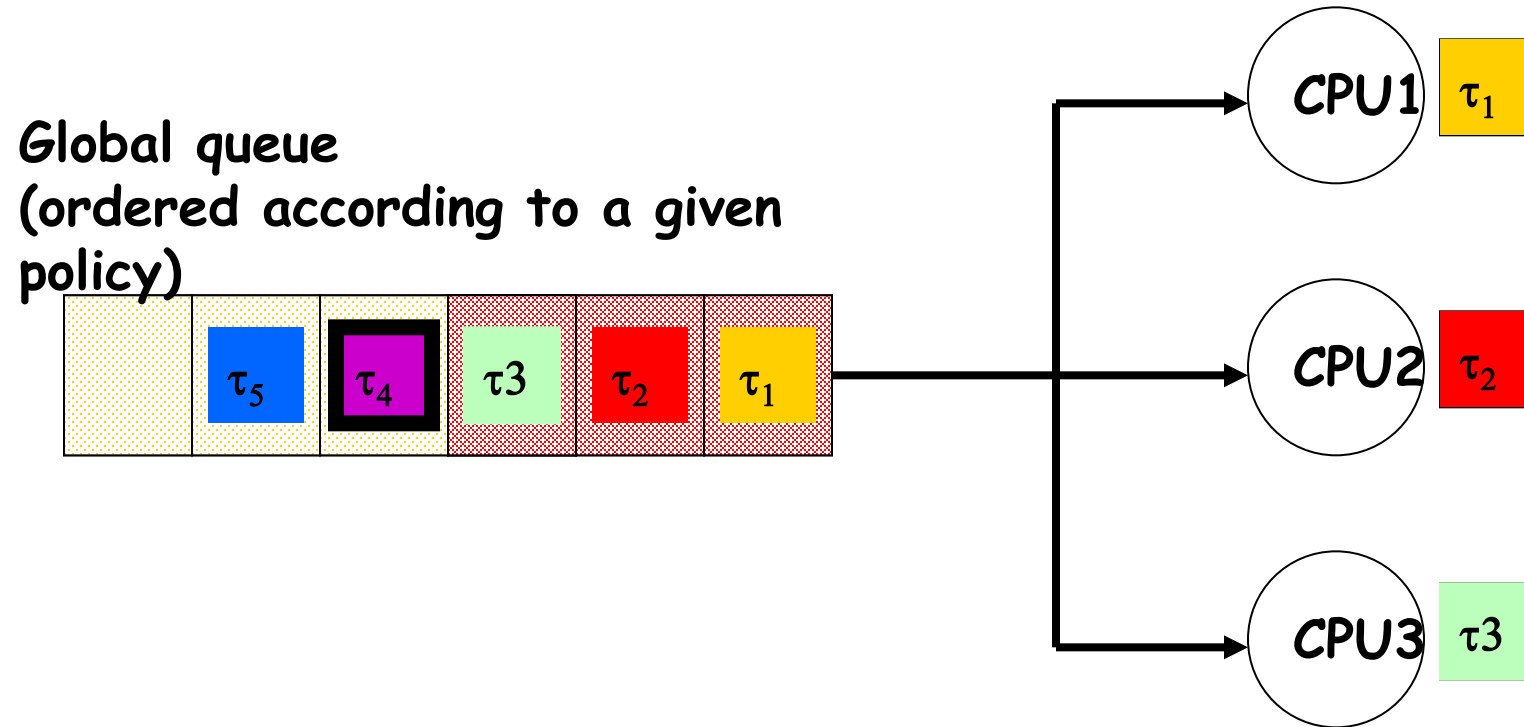 Global queue
(ordered according to a given
policy)
τ₅ τ₄ τ3 τ₂ τ₁
CPU1 τ₁
CPU2 τ₂
CPU3 τ3